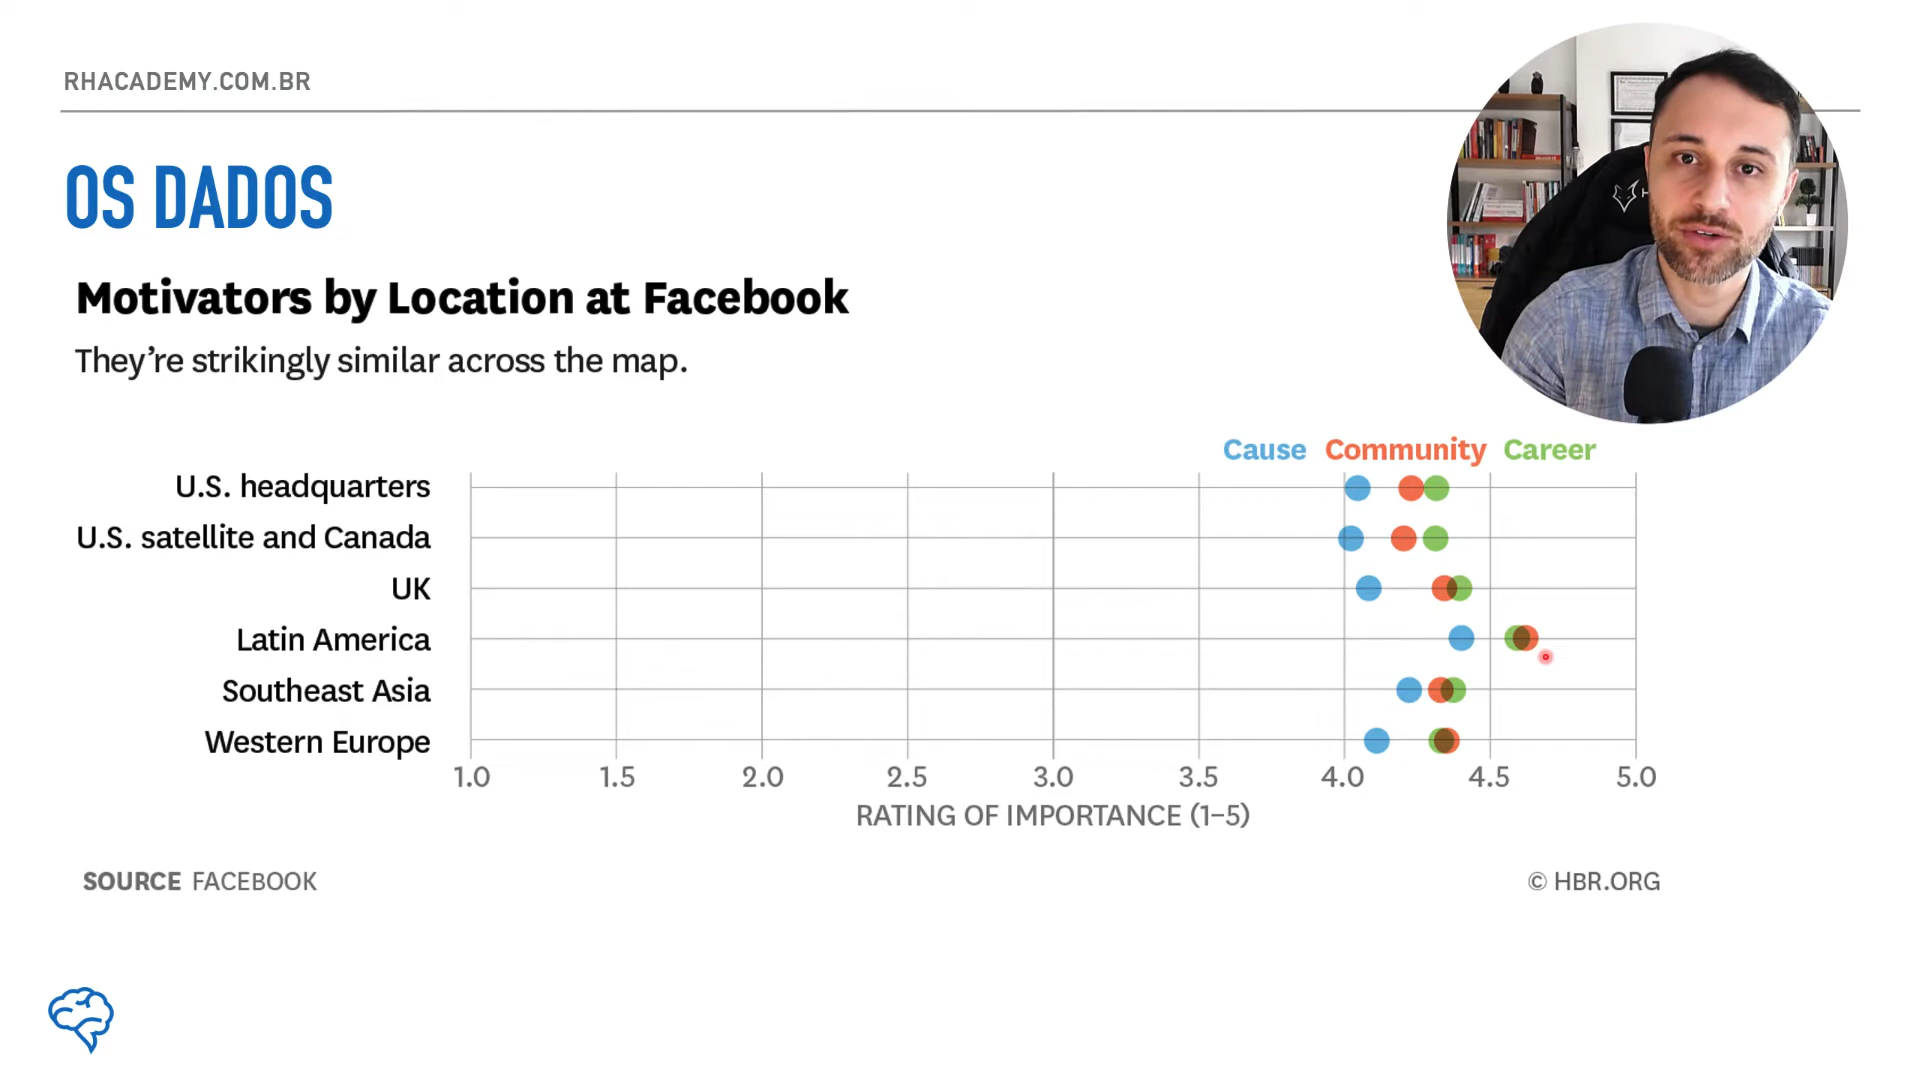 RHACADEMY.COM.BR
OS DADOS
Motivators by Location at Facebook
They’re strikingly similar across the map.
Cause Community Career
U.S. headquarters
U.S. satellite and Canada
UK
Latin America
Southeast Asia
Western Europe
1.0 1.5 2.0 2.5 3.0 3.5 4.0 4.5 5.0
RATING OF IMPORTANCE (1–5)
SOURCE FACEBOOK
© HBR.ORG